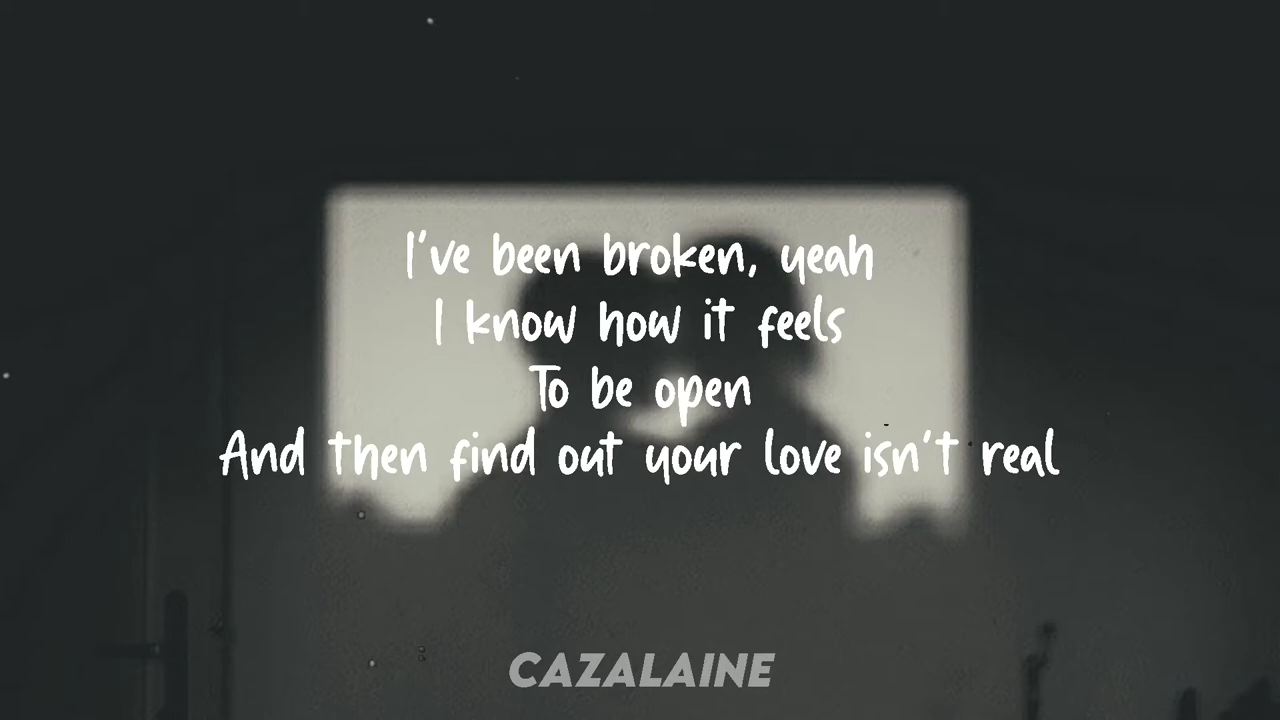 I've been broken, yeah
I know how it feels
To be open
And then find out your love isn't real
CAZALAINE